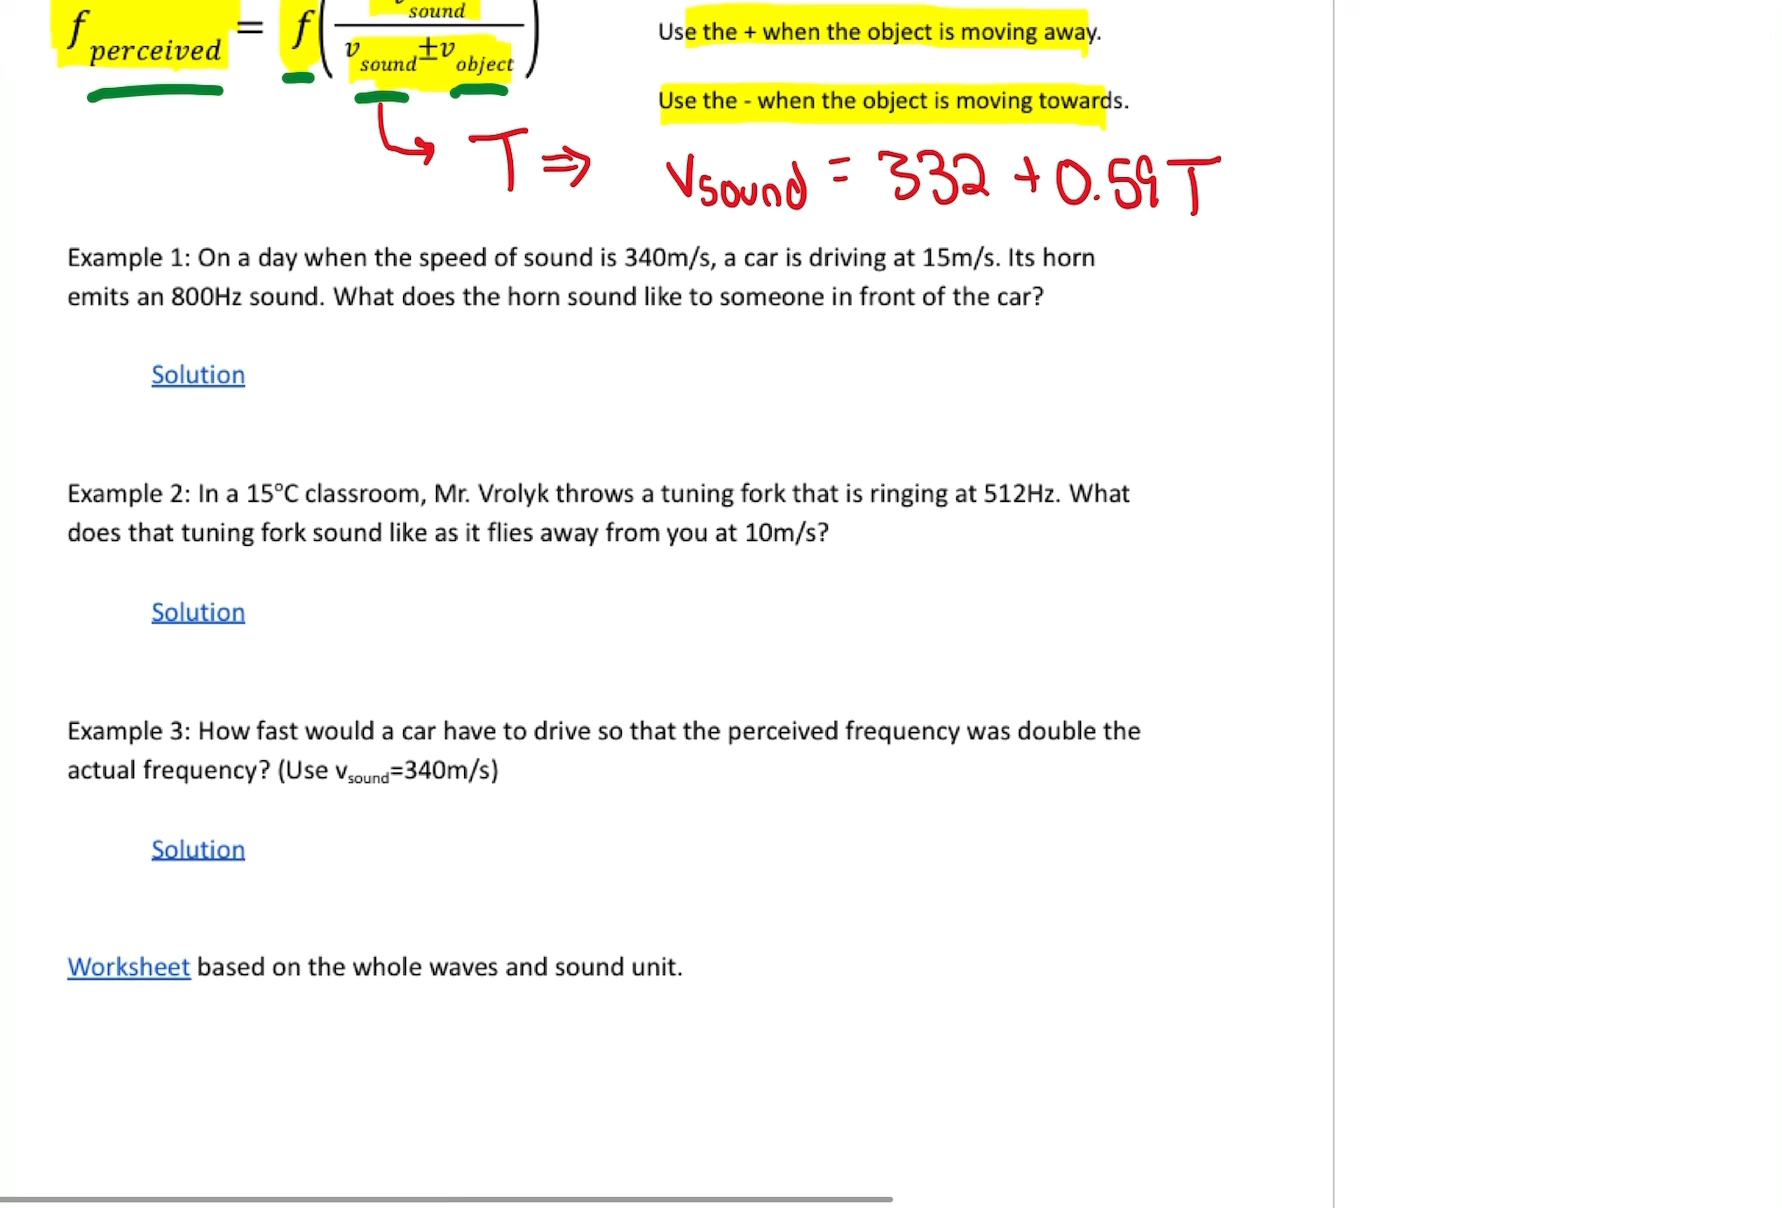 sound
f perceived = f( v sound ±v object )
Use the + when the object is moving away.
Use the - when the object is moving towards.
T ⇒ Vsound = 332 + 0.59T
Example 1: On a day when the speed of sound is 340m/s, a car is driving at 15m/s. Its horn
emits an 800Hz sound. What does the horn sound like to someone in front of the car?
Solution
Example 2: In a 15°C classroom, Mr. Vrolyk throws a tuning fork that is ringing at 512Hz. What
does that tuning fork sound like as it flies away from you at 10m/s?
Solution
Example 3: How fast would a car have to drive so that the perceived frequency was double the
actual frequency? (Use vsound=340m/s)
Solution
Worksheet based on the whole waves and sound unit.